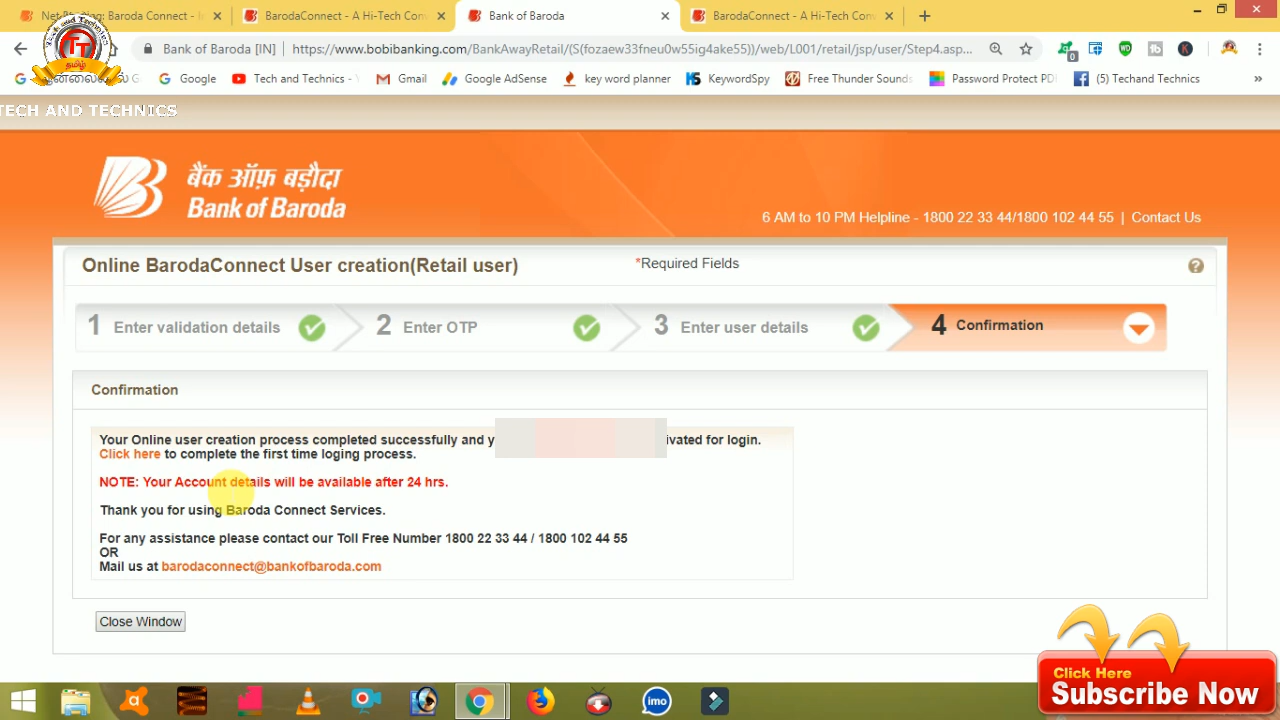 Net Banking: Baroda Connect - I
BarodaConnect - A Hi-Tech Con
Bank of Baroda
BarodaConnect - A Hi-Tech Con
FT
தமிழ்
Bank of Baroda [IN] | https://www.bobibanking.com/BankAwayRetail/(S(fozaew33fneu0w55ig4ake55))/web/L001/retail/jsp/user/Step4.asp...
0
WD
K
Google
Tech and Technics - Y
Gmail
Google AdSense
key word planner
KS KeywordSpy
Free Thunder Sounds
Password Protect PD
(5) Techand Technics
»
TECH AND TECHNICS
बैंक ऑफ़ बड़ौदा
Bank of Baroda
6 AM to 10 PM Helpline - 1800 22 33 44/1800 102 44 55 | Contact Us
Online BarodaConnect User creation(Retail user)
*Required Fields
?
1 Enter validation details
2 Enter OTP
3 Enter user details
4 Confirmation
Confirmation
Your Online user creation process completed successfully and y
ivated for login.
Click here to complete the first time loging process.
NOTE: Your Account details will be available after 24 hrs.
Thank you for using Baroda Connect Services.
For any assistance please contact our Toll Free Number 1800 22 33 44 / 1800 102 44 55
OR
Mail us at barodaconnect@bankofbaroda.com
Close Window
Click Here
Subscribe Now
imo